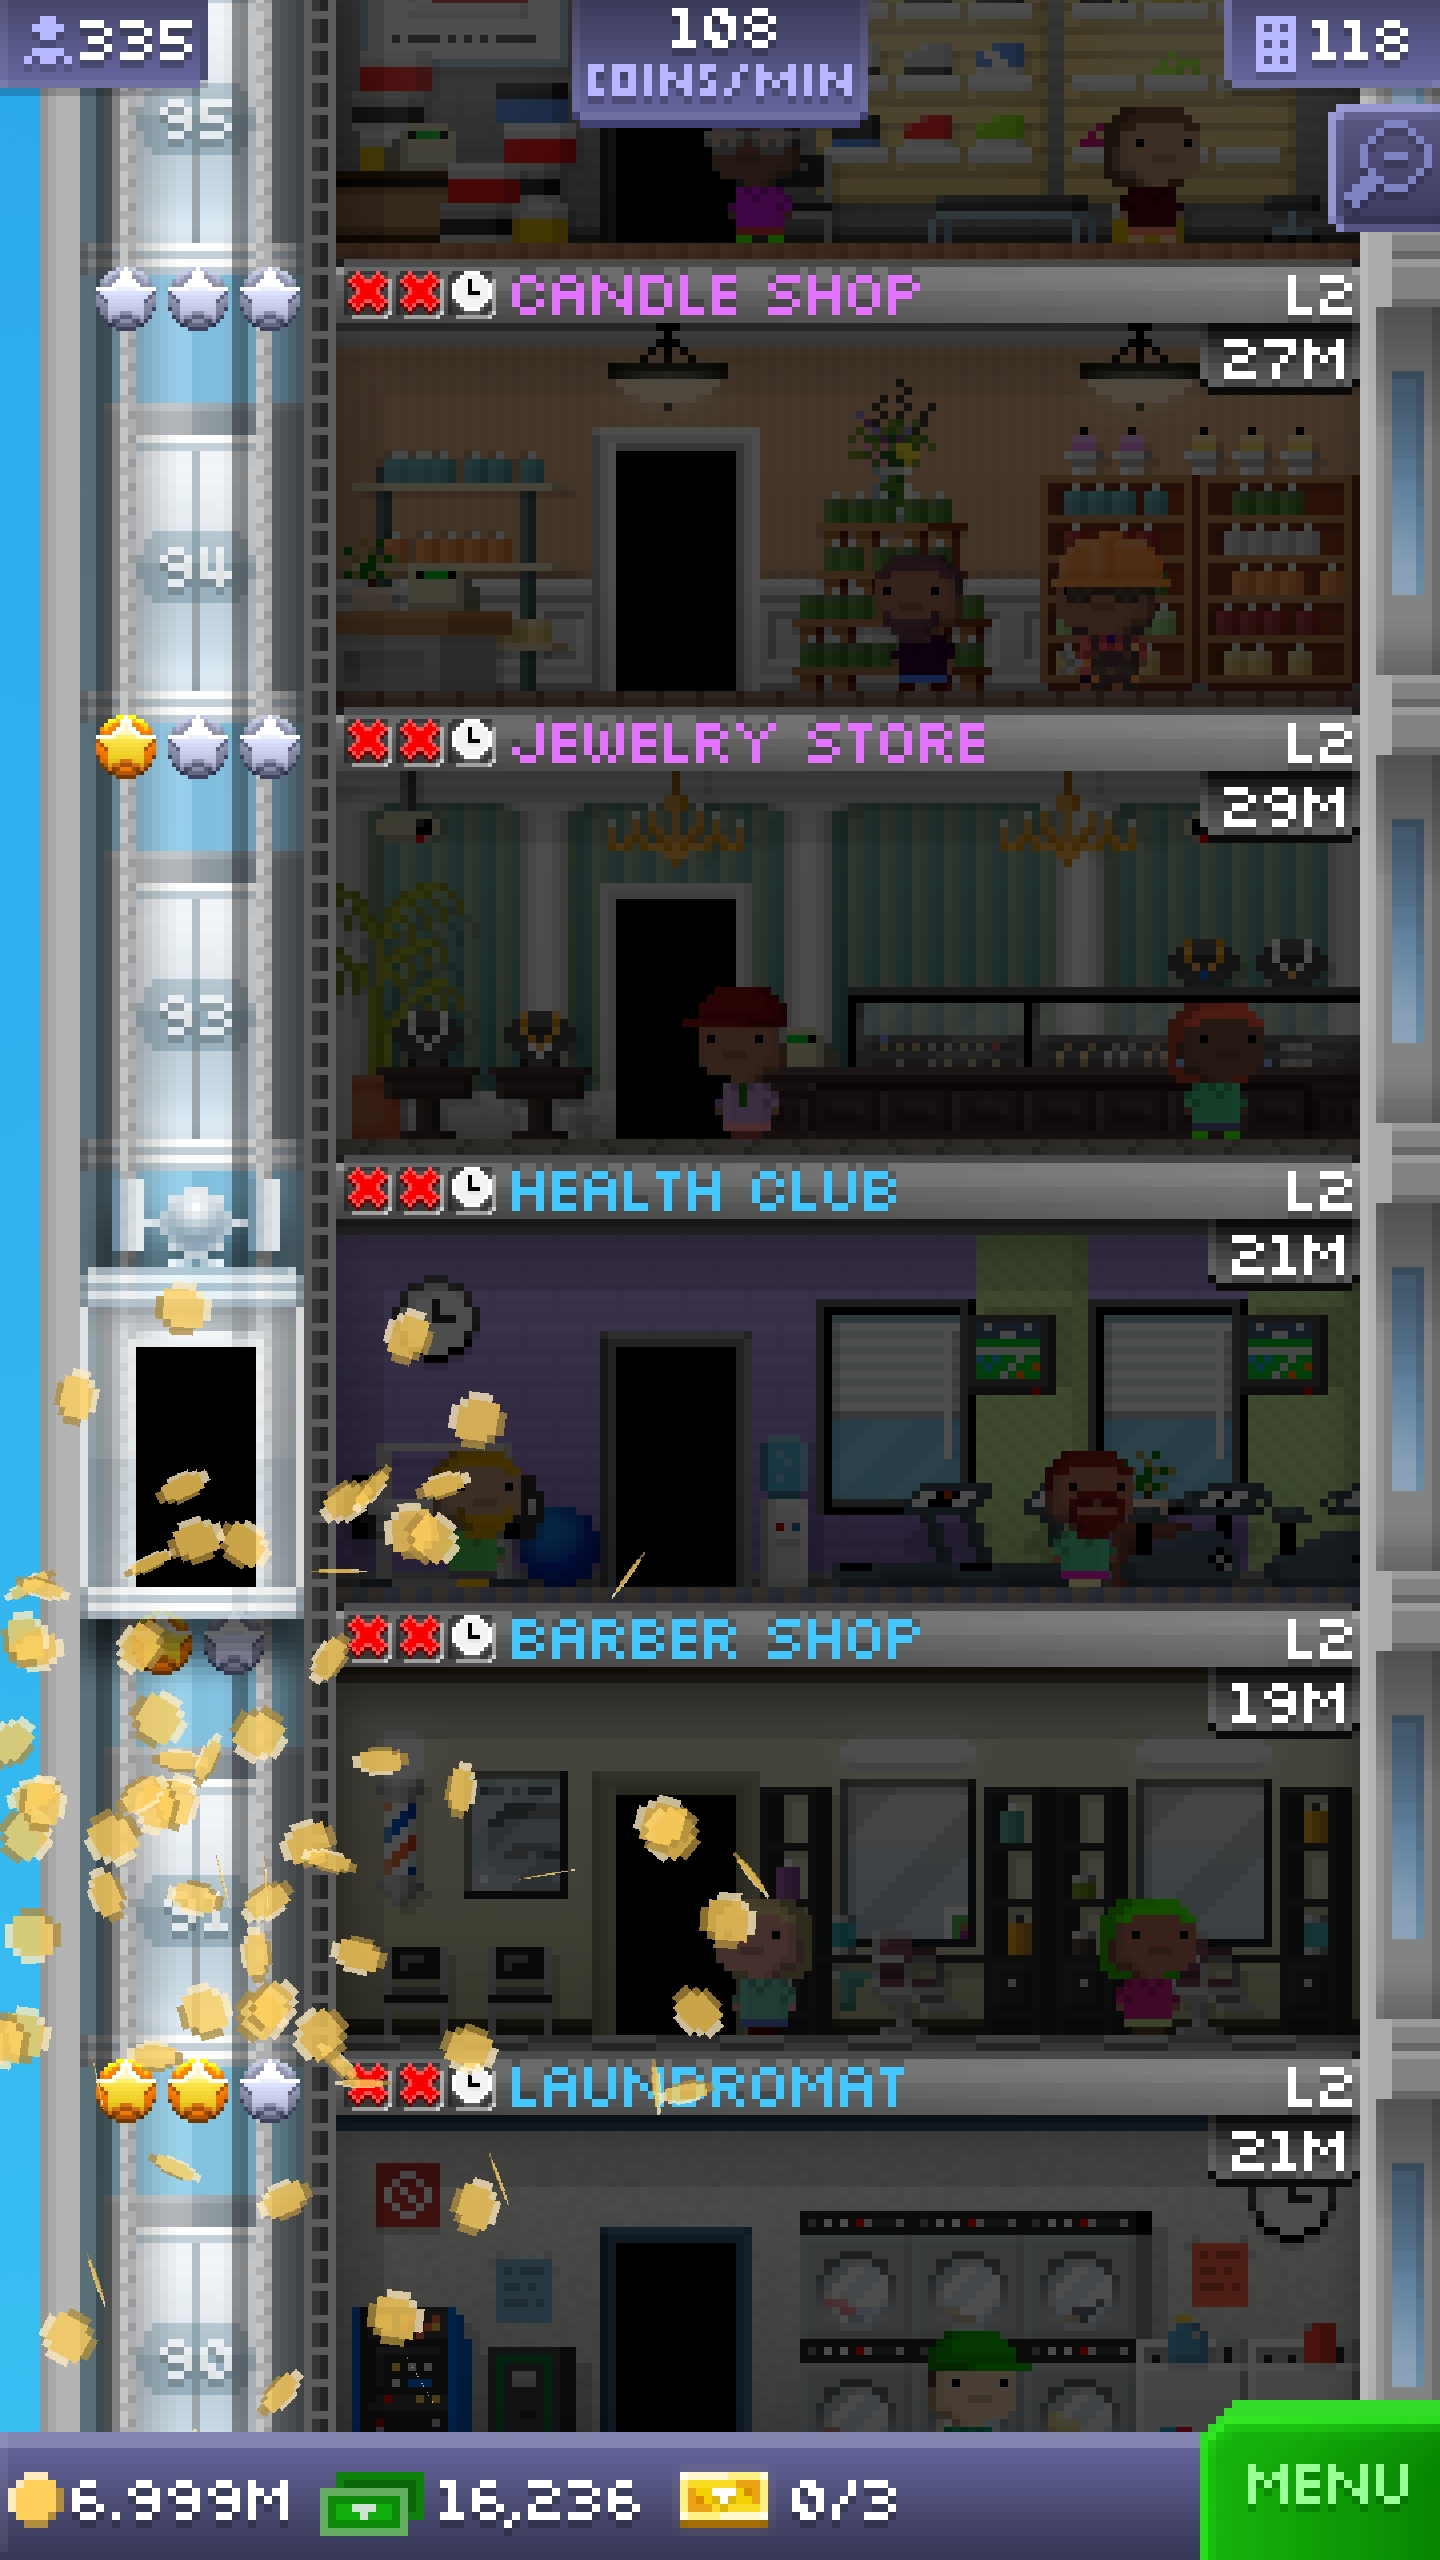 335
108
COINS/MIN
118
95
CANDLE SHOP L2
27M
94
JEWELRY STORE L2
29M
93
HEALTH CLUB L2
21M
BARBER SHOP L2
19M
91
LAUNDROMAT L2
21M
90
6.999M 16,236 0/3
MENU